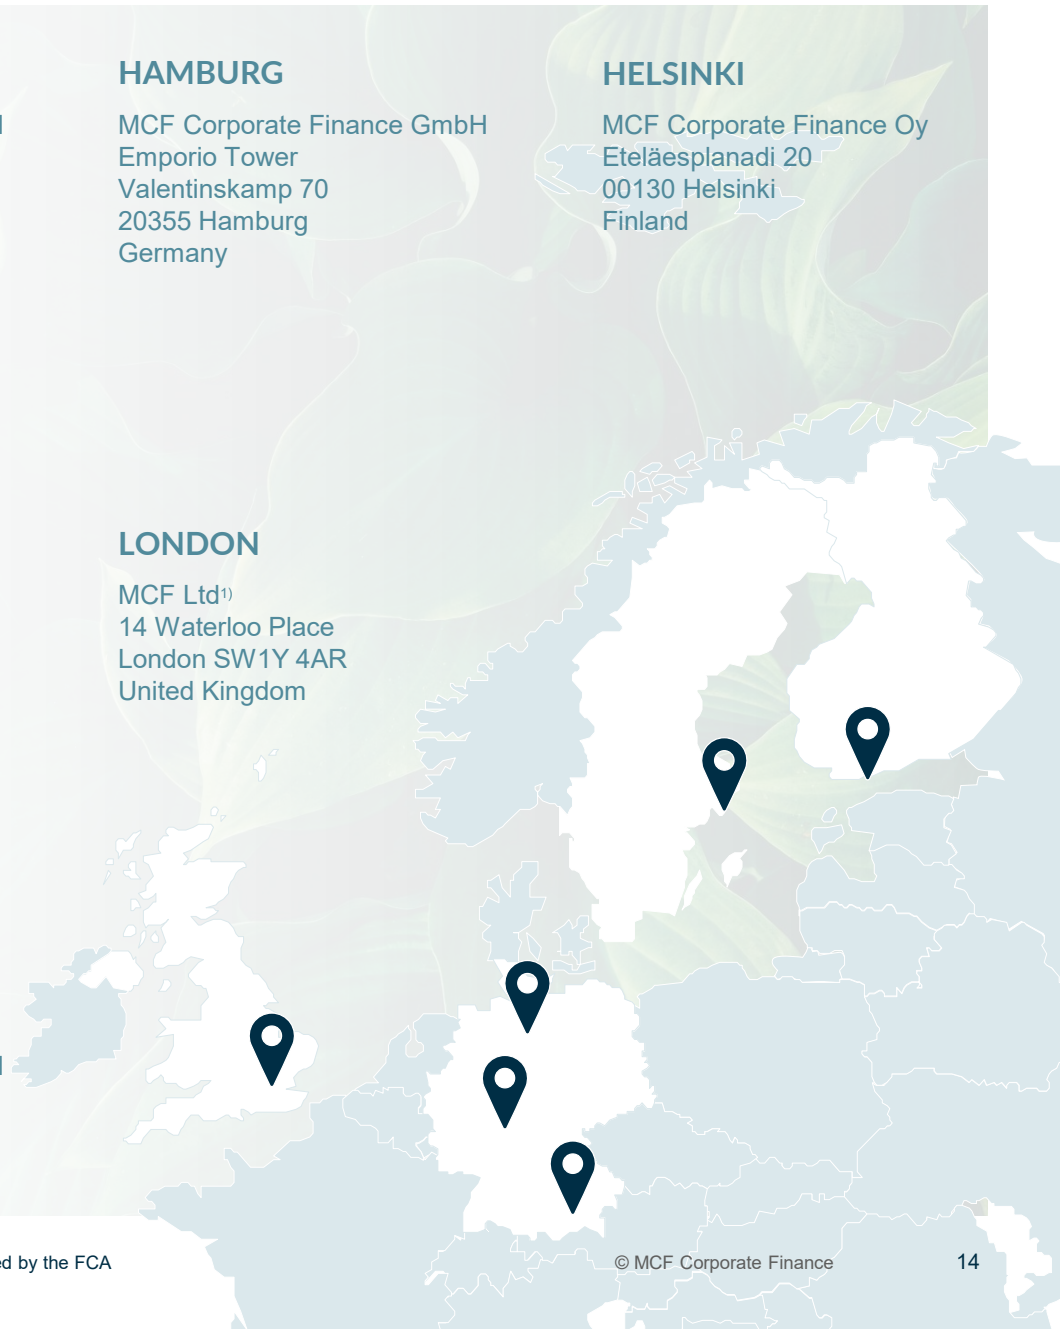 HAMBURG
MCF Corporate Finance GmbH
Emporio Tower
Valentinskamp 70
20355 Hamburg
Germany
HELSINKI
MCF Corporate Finance Oy
Eteläesplanadi 20
00130 Helsinki
Finland
LONDON
MCF Ltd1)
14 Waterloo Place
London SW1Y 4AR
United Kingdom
by the FCA
© MCF Corporate Finance
14